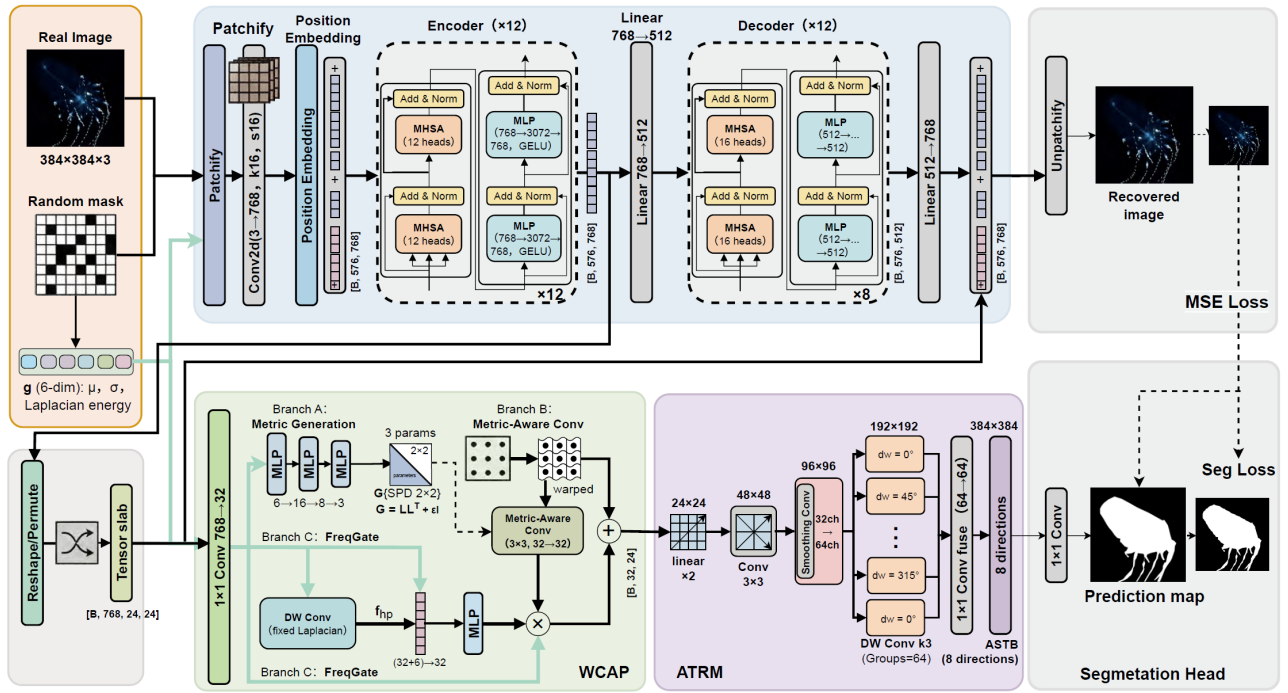 Real Image
384×384×3
Random mask
g (6-dim): μ, σ,
Laplacian energy
Patchify
Patchify
Conv2d(3→768, k16, s16)
Position
Embedding
Position Embedding
+
+
+
+
[B, 576, 768]
Encoder (×12)
Add & Norm
MHSA
(12 heads)
Add & Norm
MHSA
(12 heads)
Add & Norm
MLP
(768→3072→
768, GELU)
Add & Norm
MLP
(768→3072→
768, GELU)
×12
[B, 576, 768]
Linear
768→512
Linear 768→512
Decoder (×12)
Add & Norm
MHSA
(16 heads)
Add & Norm
MHSA
(16 heads)
Add & Norm
MLP
(512→...
→512)
Add & Norm
MLP
(512→...
→512)
×8
[B, 576, 512]
Linear 512→768
+
+
+
+
[B, 576, 768]
Unpatchify
Recovered
image
MSE Loss
Reshape/Permute
Tensor slab
[B, 768, 24, 24]
1×1 Conv 768→32
Branch A:
Metric Generation
MLP
MLP
MLP
6→16→8→3
3 params
2×2
parameters
G{SPD 2×2}
G = LLᵀ + εI
Branch B:
Metric-Aware Conv
warped
Metric-Aware
Conv
(3×3, 32→32)
Branch C: FreqGate
DW Conv
(fixed Laplacian)
f_hp
(32+6)→32
MLP
×
+
Branch C: FreqGate
WCAP
[B, 32, 24]
24×24
linear
×2
48×48
Conv
3×3
96×96
Smoothing Conv
32ch
→
64ch
192×192
dw = 0°
dw = 45°
⋮
dw = 315°
dw = 0°
DW Conv k3
(Groups=64)
1×1 Conv fuse (64→64)
384×384
8 directions
ASTB
(8 directions)
ATRM
Seg Loss
1×1 Conv
Prediction map
Segmetation Head